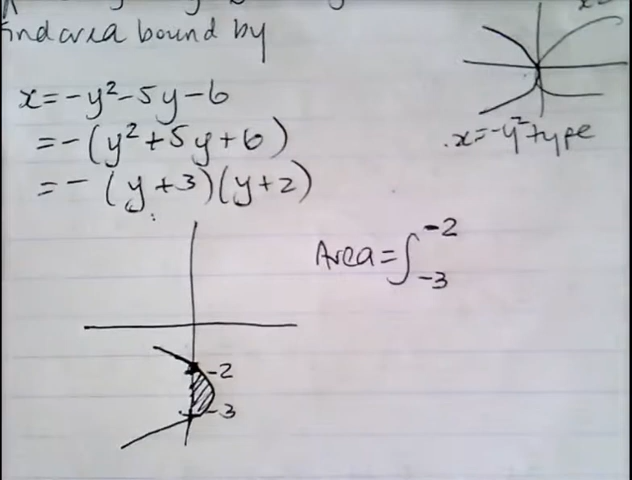 find area bound by
x=-y²-5y-6
=-(y²+5y+6)
=-(y+3)(y+2)
x=-y² type
Area=∫₋₃⁻²
-2
-3